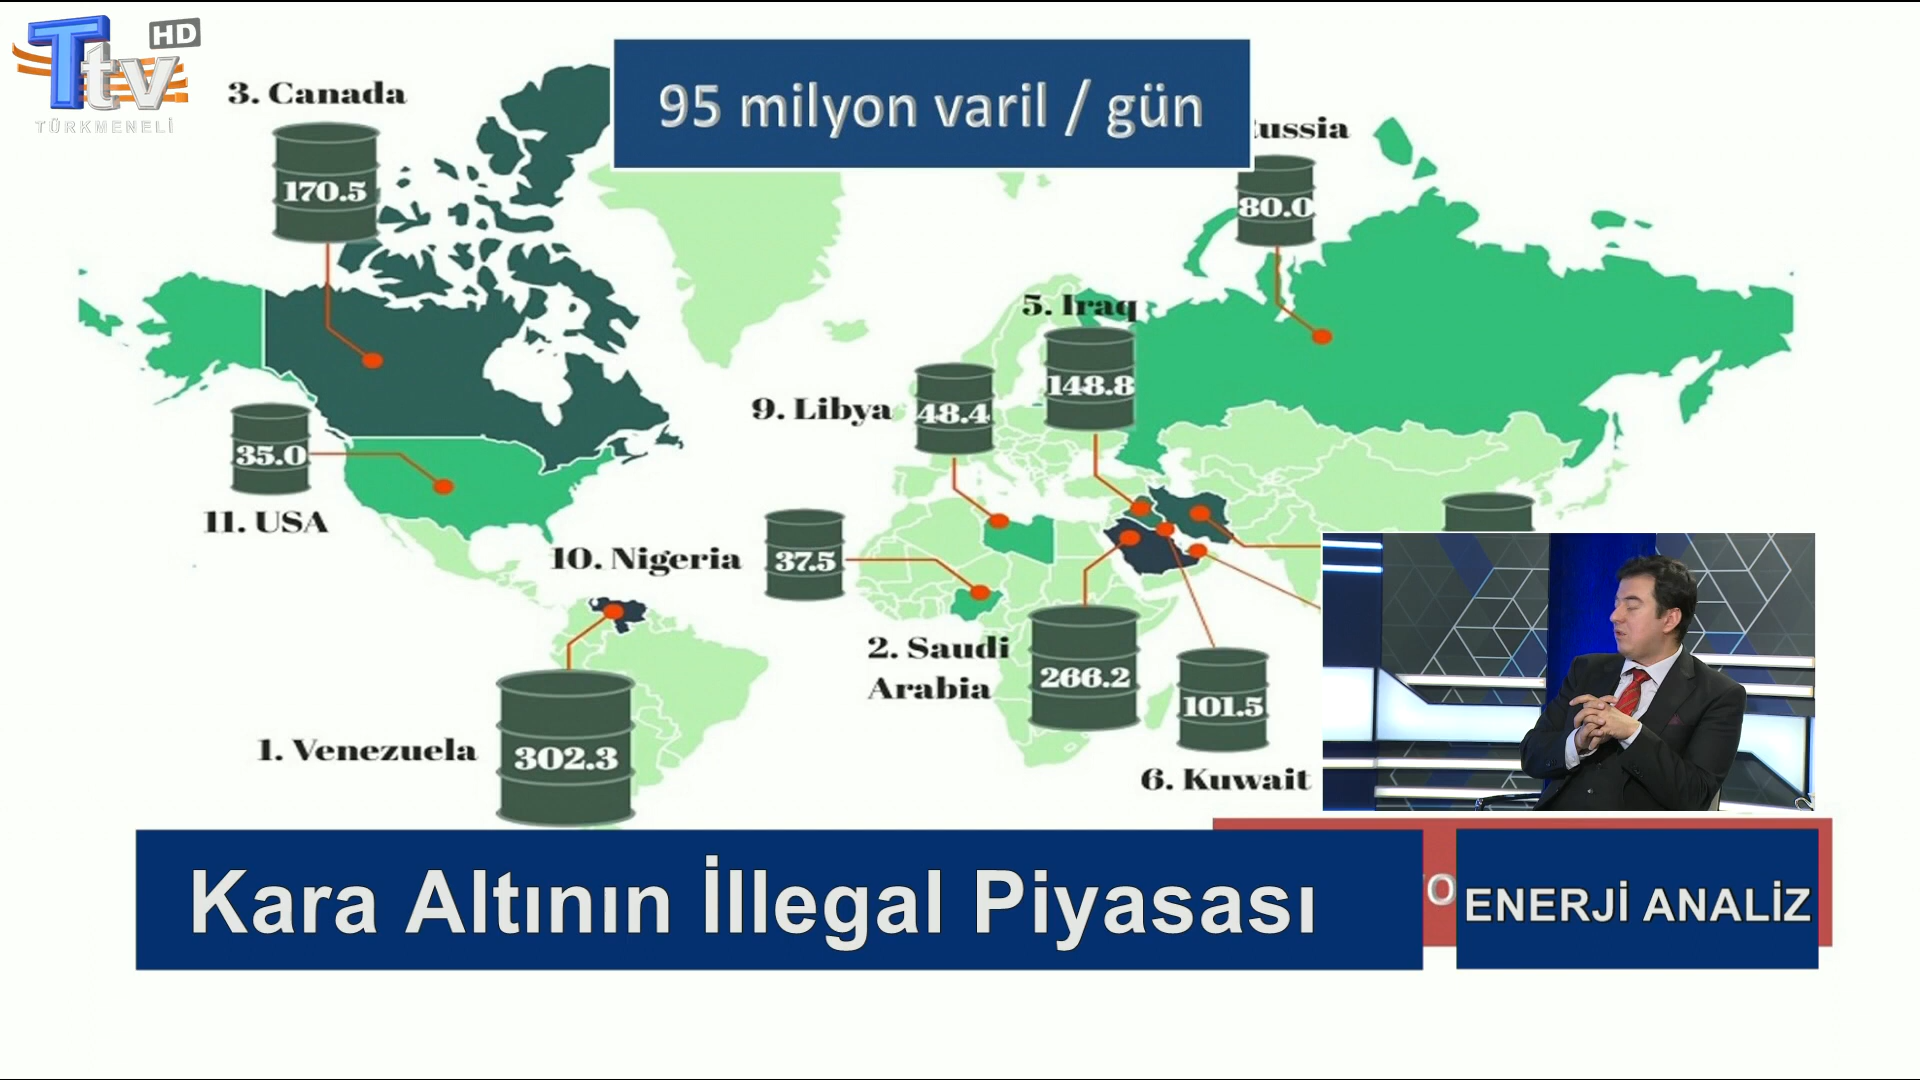 Ttv HD
TÜRKMENELİ
3. Canada
170.5
95 milyon varil / gün
ussia
80.0
5. Iraq
148.8
9. Libya
48.4
35.0
11. USA
10. Nigeria
37.5
2. Saudi
Arabia
266.2
101.5
6. Kuwait
1. Venezuela
302.3
Kara Altının İllegal Piyasası
ENERJİ ANALİZ